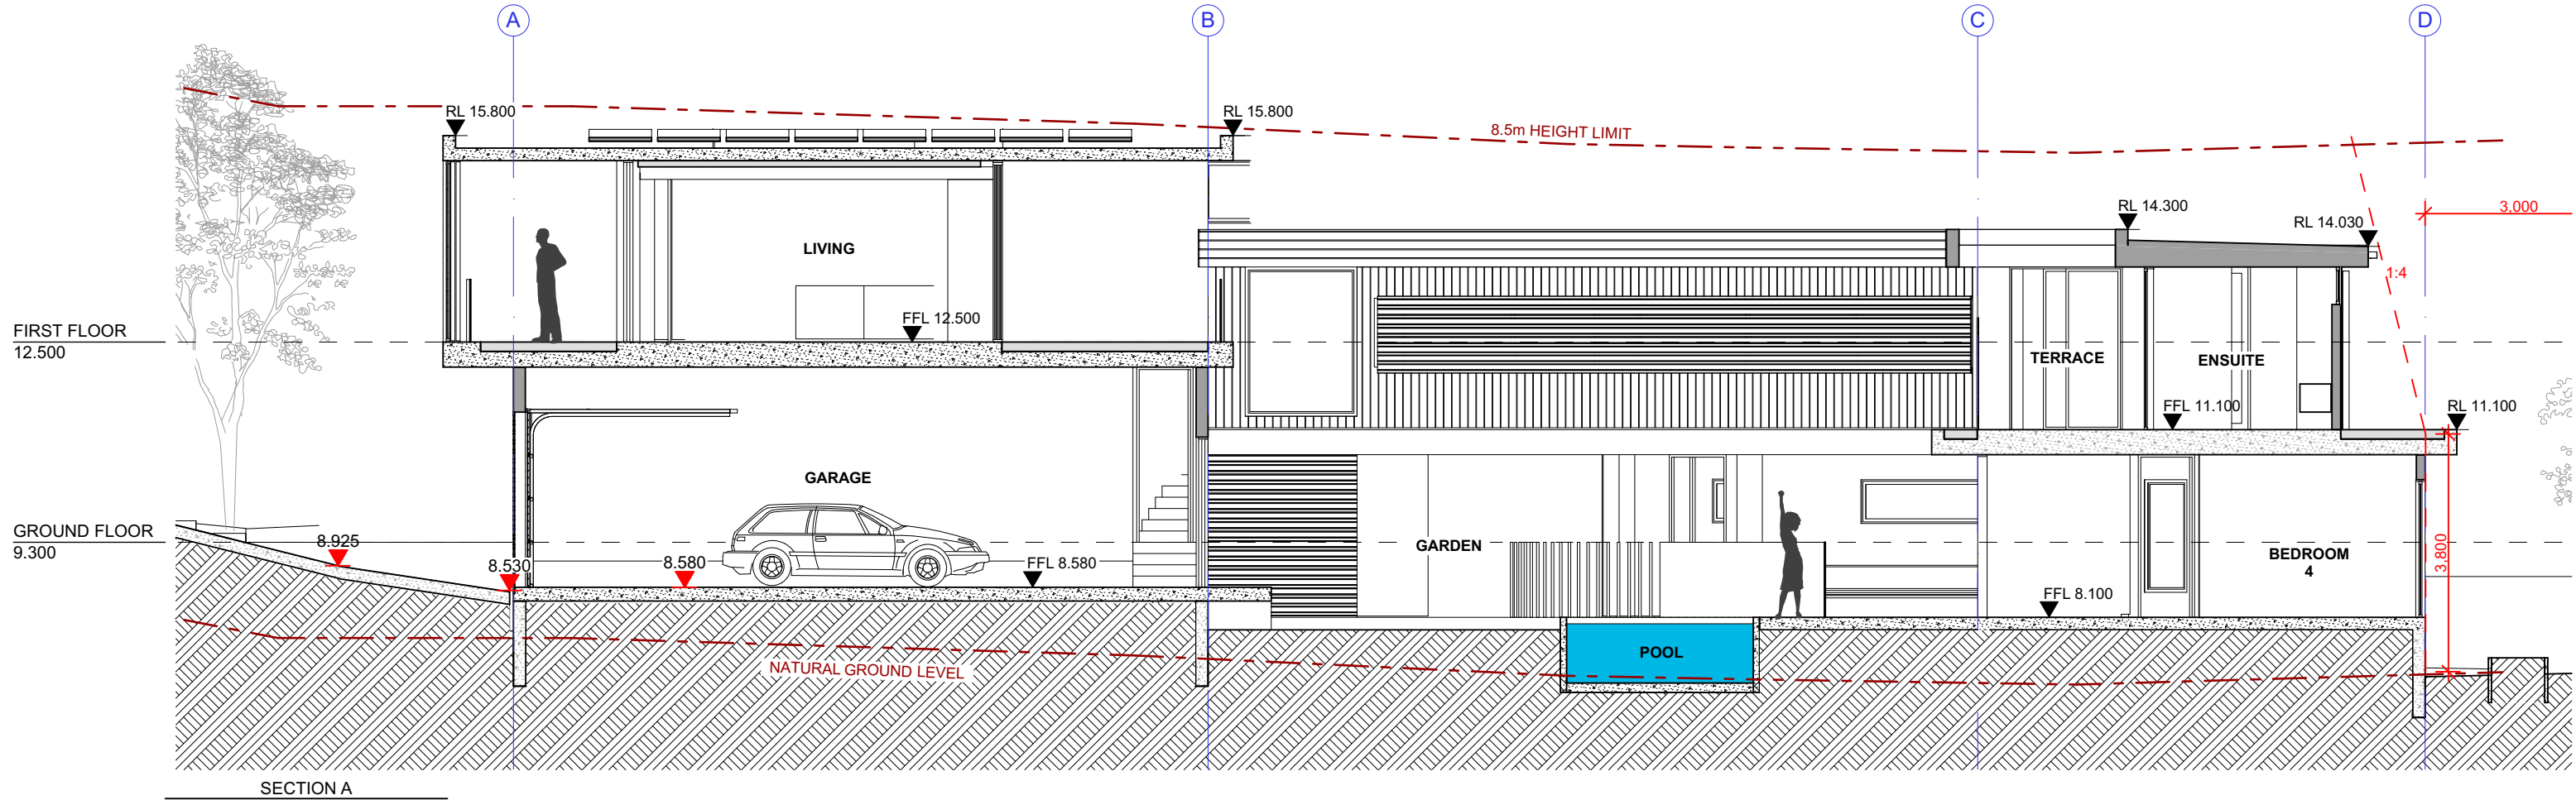 A
B
C
D
RL 15.800
RL 15.800
8.5m HEIGHT LIMIT
RL 14.300
RL 14.030
3,000
LIVING
1:4
FFL 12.500
FIRST FLOOR
12.500
TERRACE
ENSUITE
FFL 11.100
RL 11.100
GARAGE
GROUND FLOOR
9.300
8.925
8.530
8.580
FFL 8.580
GARDEN
3,800
BEDROOM
4
FFL 8.100
POOL
NATURAL GROUND LEVEL
SECTION A